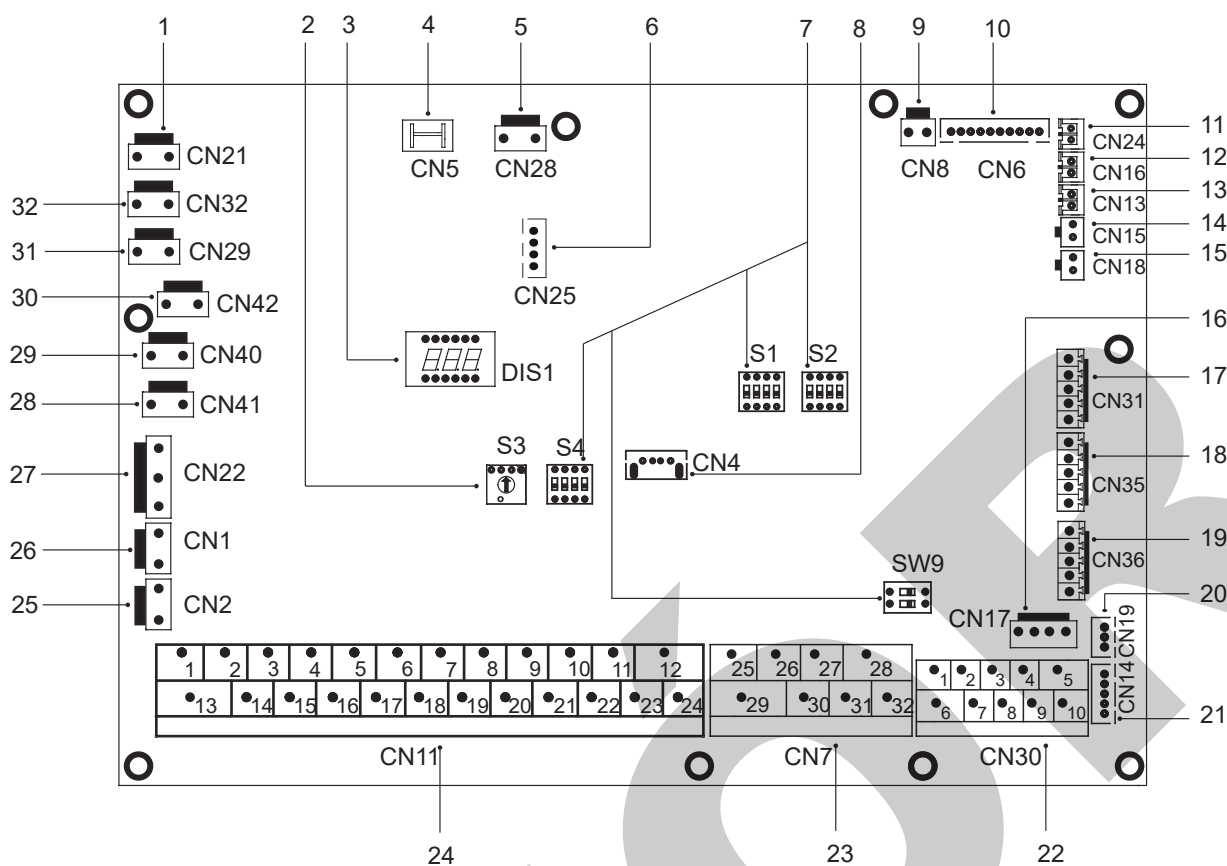 1 2 3 4 5 6 7 8 9 10
CN21 CN5 CN28 CN8 CN6 CN24 11
CN16 12
32 CN32 CN13 13
31 CN29 CN15 14
CN25 CN18 15
30 CN42
16
29 CN40 DIS1 S1 S2
28 CN41 CN31 17
27 CN22 S3 S4 CN4 CN35 18
26 CN1 SW9 CN36 19
25 CN2 CN17 CN19 20
1 2 3 4 5 6 7 8 9 10 11 12 25 26 27 28 1 2 3 4 5
13 14 15 16 17 18 19 20 21 22 23 24 29 30 31 32 6 7 8 9 10 CN14 21
CN11 CN7 CN30
24 23 22